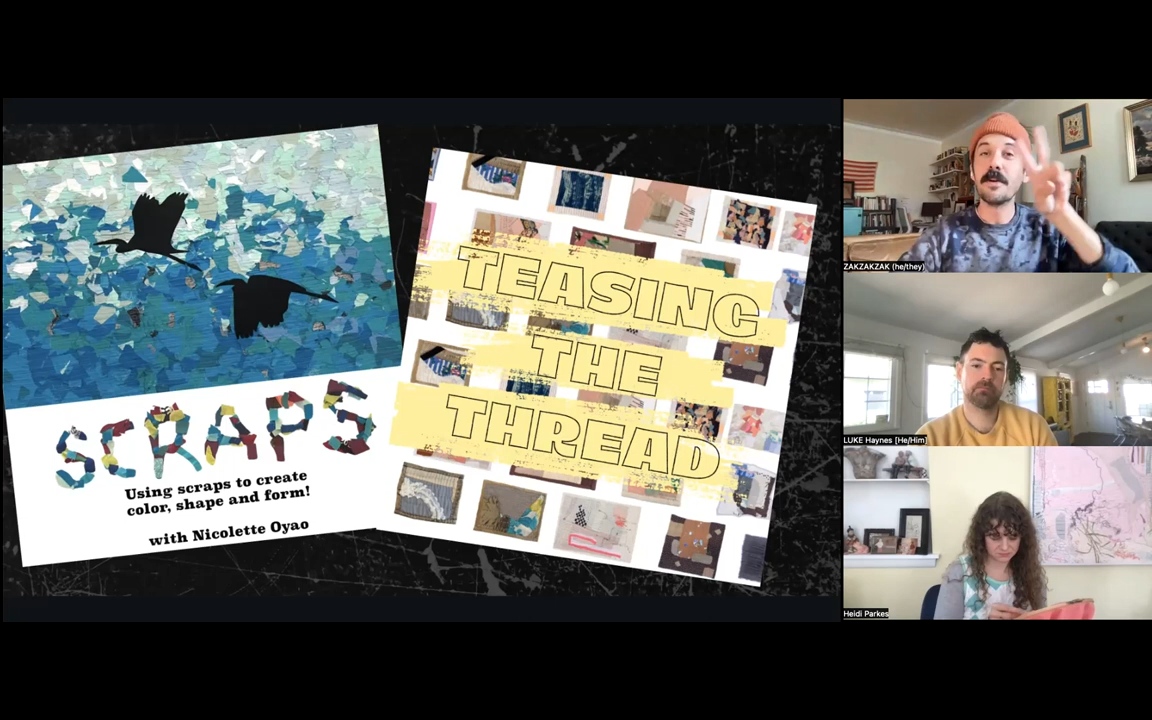 SCRAPS
Using scraps to create
color, shape and form!
with Nicolette Oyao
TEASING
THE
THREAD
ZAKZAKZAK (he/they)
LUKE Haynes [He/Him]
Heidi Parkes